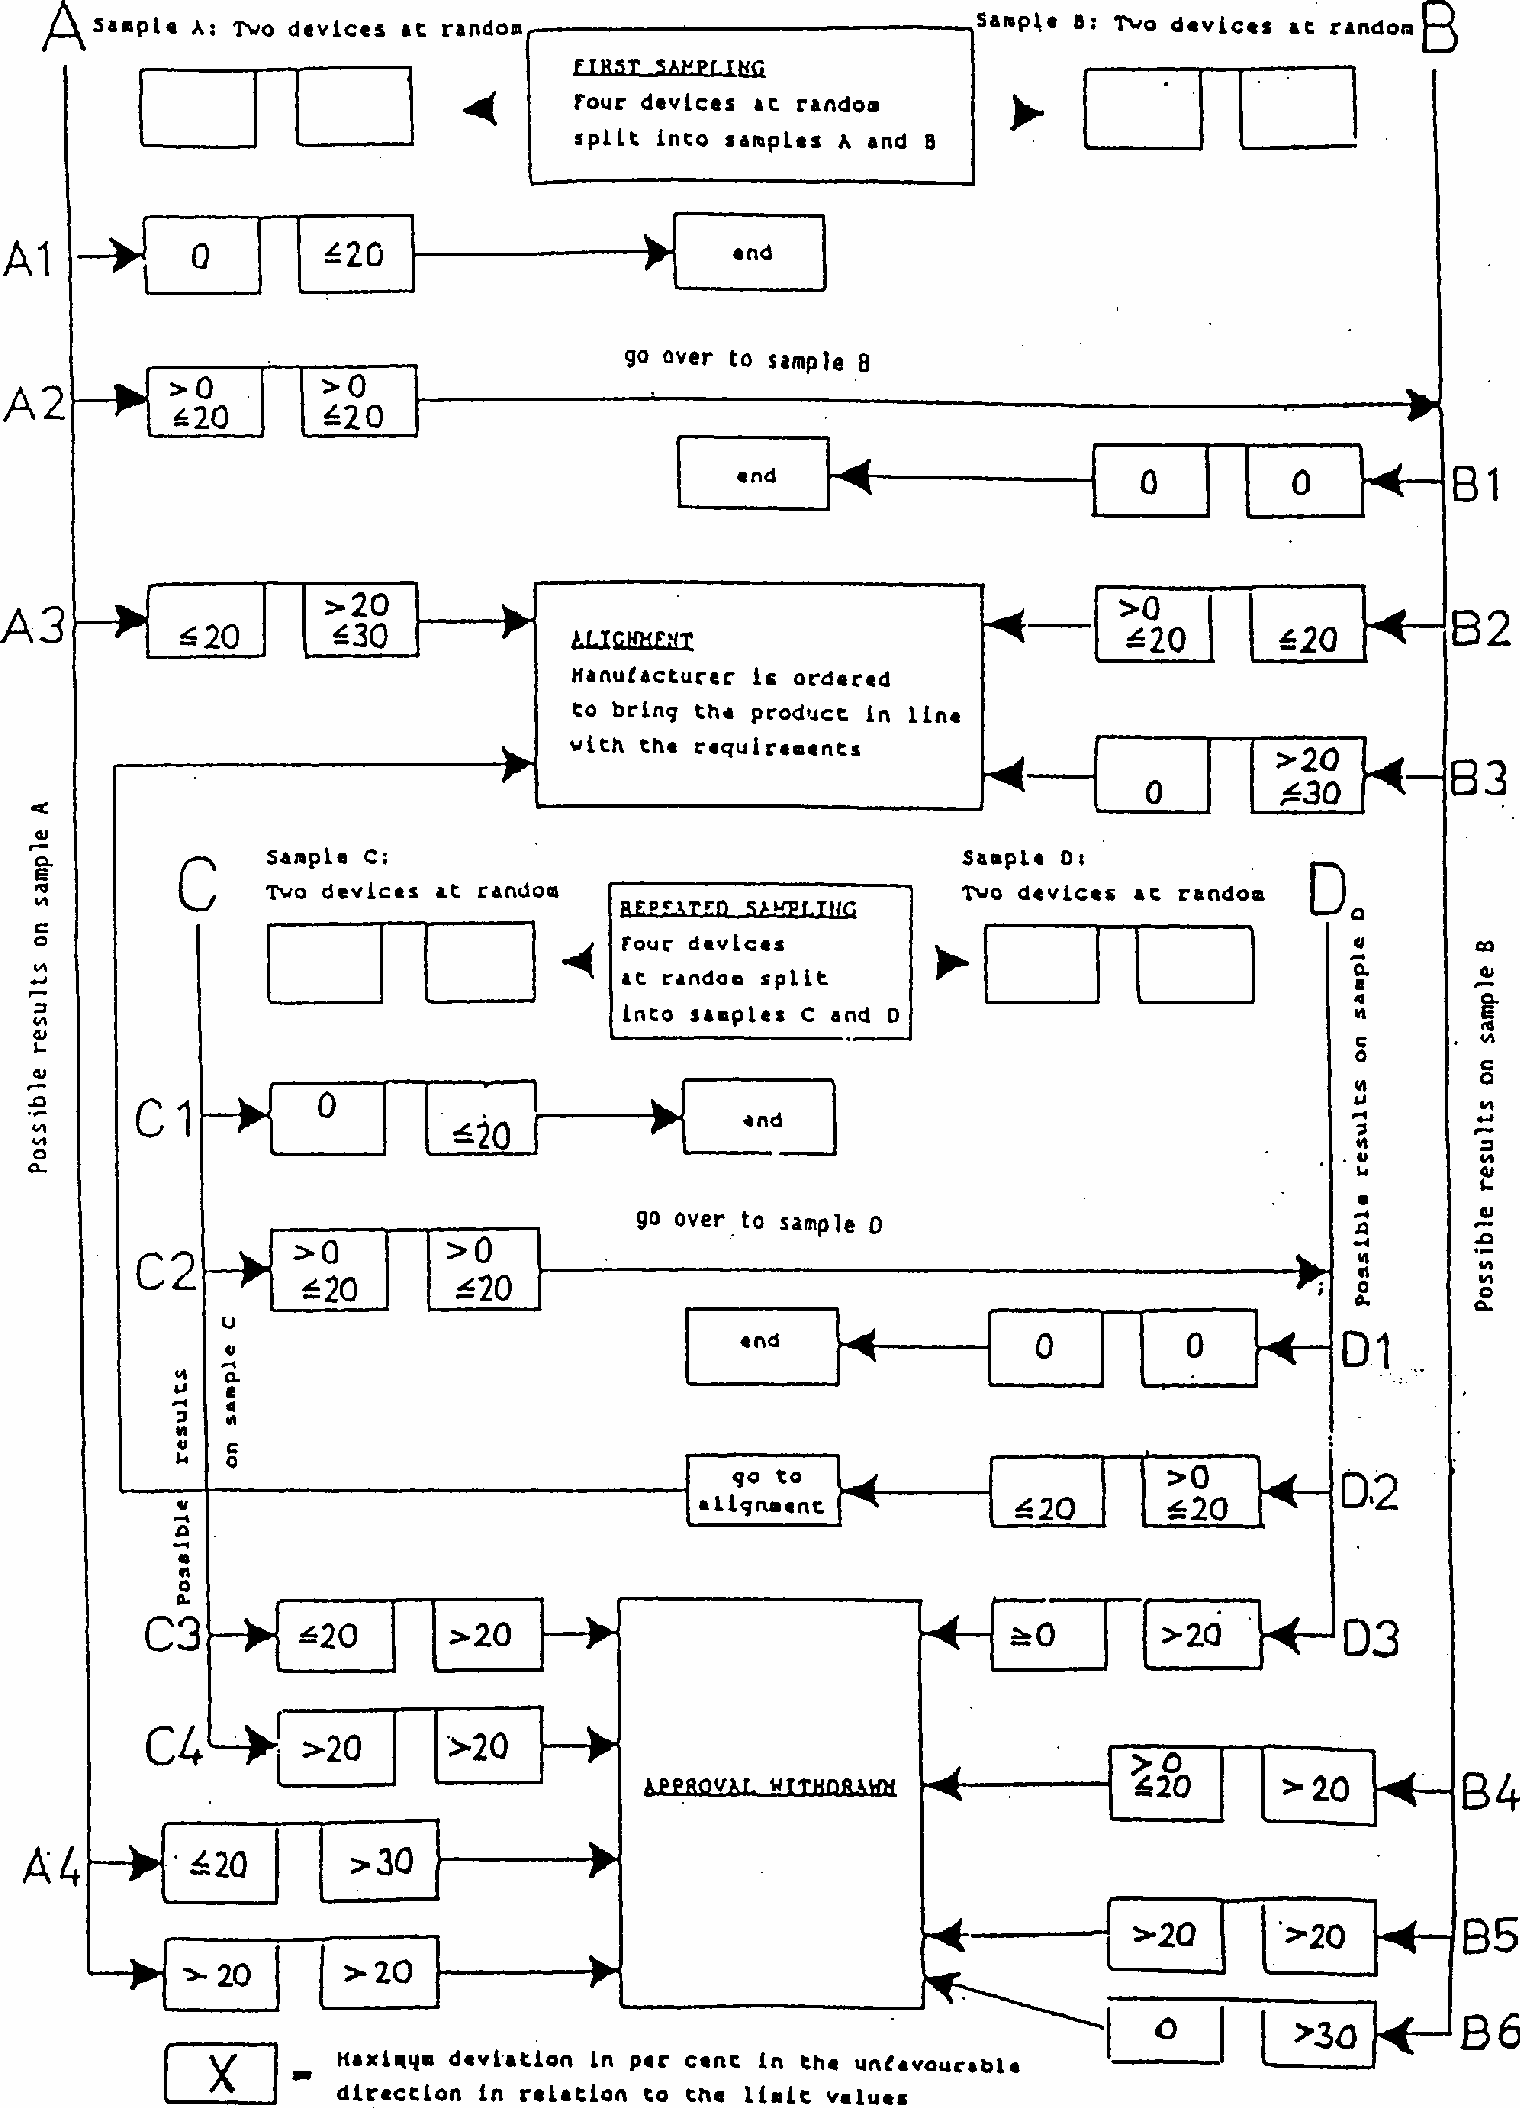 A Sample A: Two devices at random
Sample B: Two devices at random B
FIRST SAMPLING
Four devices at random
split into samples A and B
A1 0 ≦20 end
go over to sample B
A2 >0 ≦20 >0 ≦20
end 0 0 B1
A3 ≦20 >20 ≦30
ALIGNMENT
Manufacturer is ordered
to bring the product in line
with the requirements
>0 ≦20 ≦20 B2
0 >20 ≦30 B3
Possible results on sample A
C Sample C:
Two devices at random
REPEATED SAMPLING
Four devices
at random split
into samples C and D
Sample D:
Two devices at random D
Possible results on sample D
Possible results on sample B
C1 0 ≦20 end
go over to sample D
C2 >0 ≦20 >0 ≦20
Possible results
on sample C
end 0 0 D1
go to
alignment
≦20 >0 ≦20 D2
C3 ≦20 >20
≧0 >20 D3
C4 >20 >20
APPROVAL WITHDRAWN
>0 ≦20 >20 B4
A4 ≦20 >30
>20 >20 B5
>20 >20
0 >30 B6
X = Maximum deviation in per cent in the unfavourable
direction in relation to the limit values